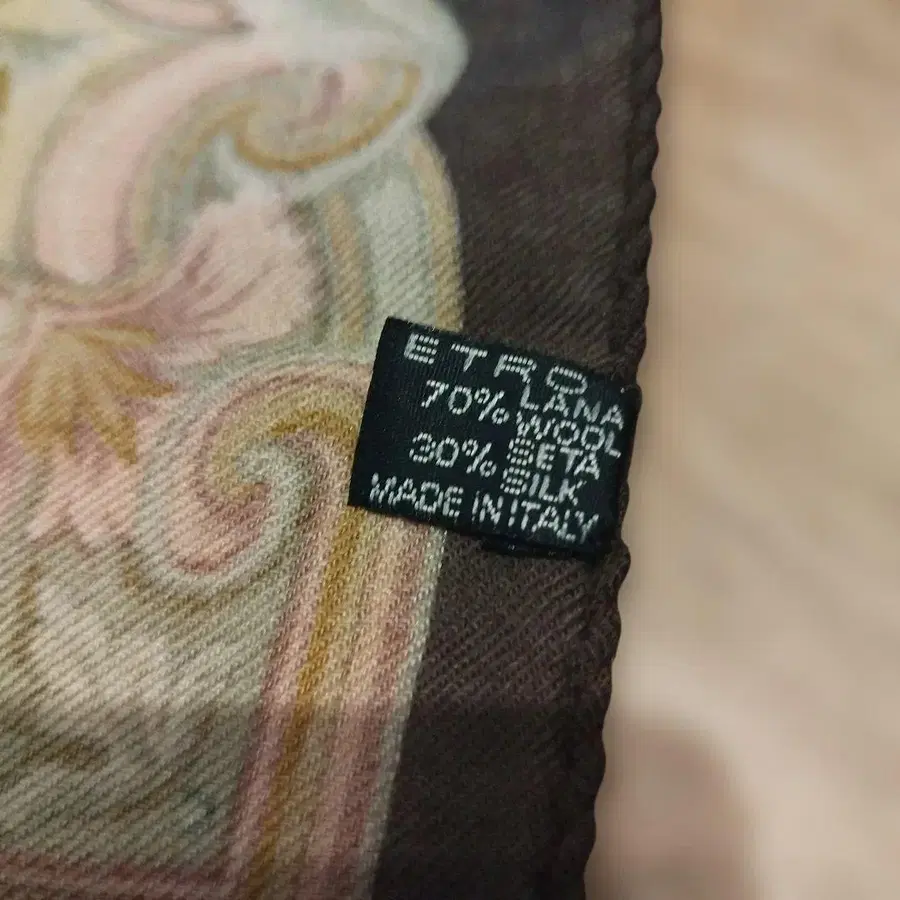 ETRO
70% LANA
WOOL
30% SETA
SILK
MADE IN ITALY